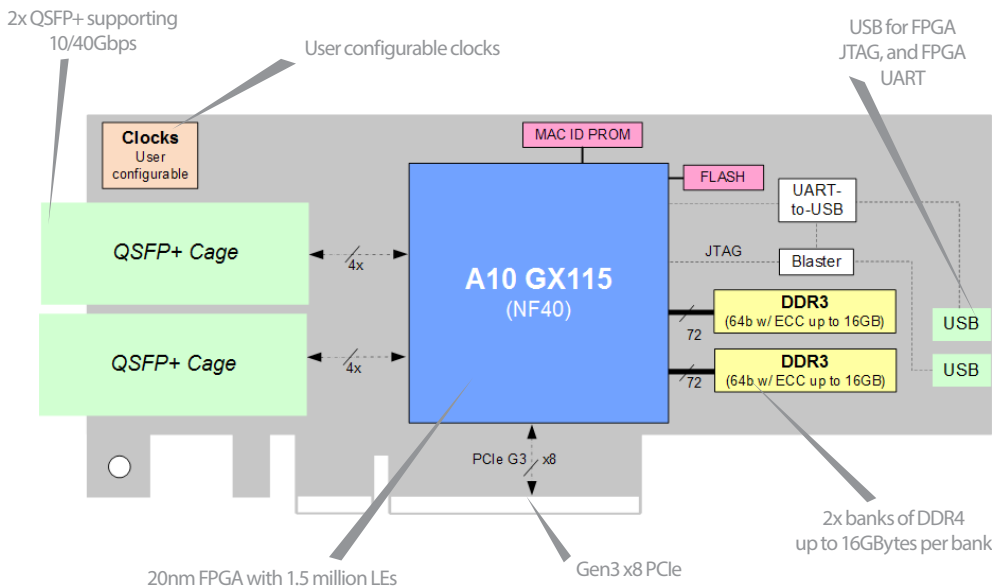 2x QSFP+ supporting
10/40Gbps
User configurable clocks
USB for FPGA
JTAG, and FPGA
UART
Clocks
User
configurable
MAC ID PROM
FLASH
UART-
to-USB
QSFP+ Cage
4x
A10 GX115
(NF40)
JTAG
Blaster
DDR3
(64b w/ ECC up to 16GB)
72
USB
QSFP+ Cage
4x
DDR3
(64b w/ ECC up to 16GB)
72
USB
PCIe G3 x8
20nm FPGA with 1.5 million LEs
Gen3 x8 PCIe
2x banks of DDR4
up to 16GBytes per bank